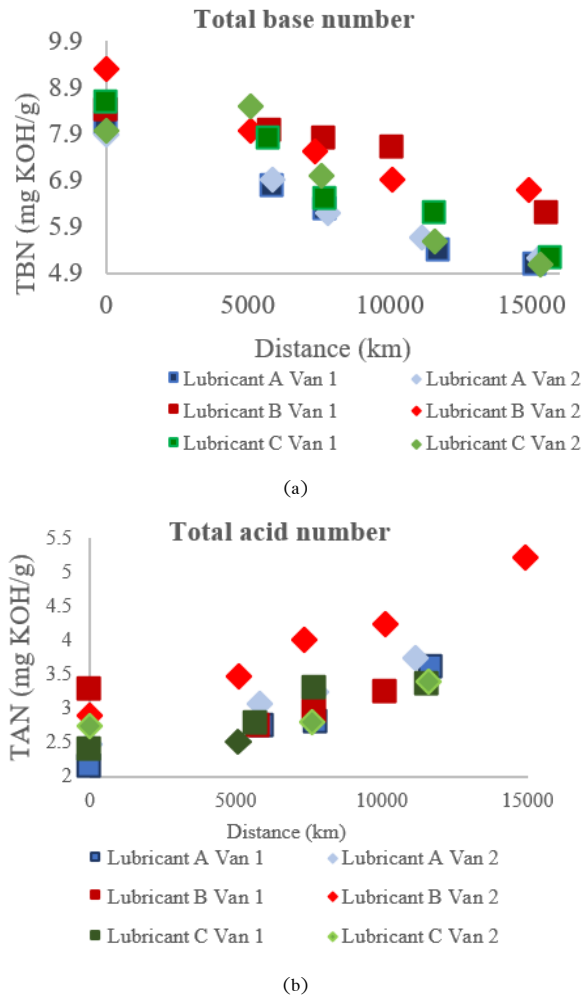 Total base number
9.9
8.9
7.9
6.9
5.9
4.9
TBN (mg KOH/g)
0 5000 10000 15000
Distance (km)
Lubricant A Van 1 Lubricant A Van 2
Lubricant B Van 1 Lubricant B Van 2
Lubricant C Van 1 Lubricant C Van 2
(a)
Total acid number
5.5
5
4.5
4
3.5
3
2.5
2
TAN (mg KOH/g)
0 5000 10000 15000
Distance (km)
Lubricant A Van 1 Lubricant A Van 2
Lubricant B Van 1 Lubricant B Van 2
Lubricant C Van 1 Lubricant C Van 2
(b)